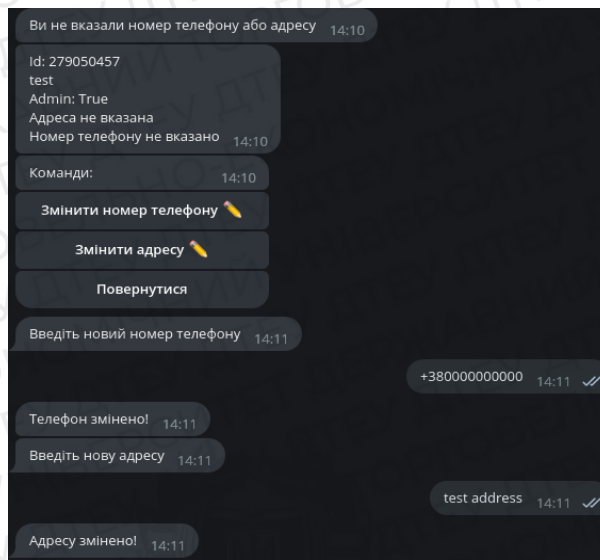 Ви не вказали номер телефону або адресу 14:10
Id: 279050457
test
Admin: True
Адреса не вказана
Номер телефону не вказано 14:10
Команди: 14:10
Змінити номер телефону ✏️
Змінити адресу ✏️
Повернутися
Введіть новий номер телефону 14:11
+380000000000 14:11
Телефон змінено! 14:11
Введіть нову адресу 14:11
test address 14:11
Адресу змінено! 14:11